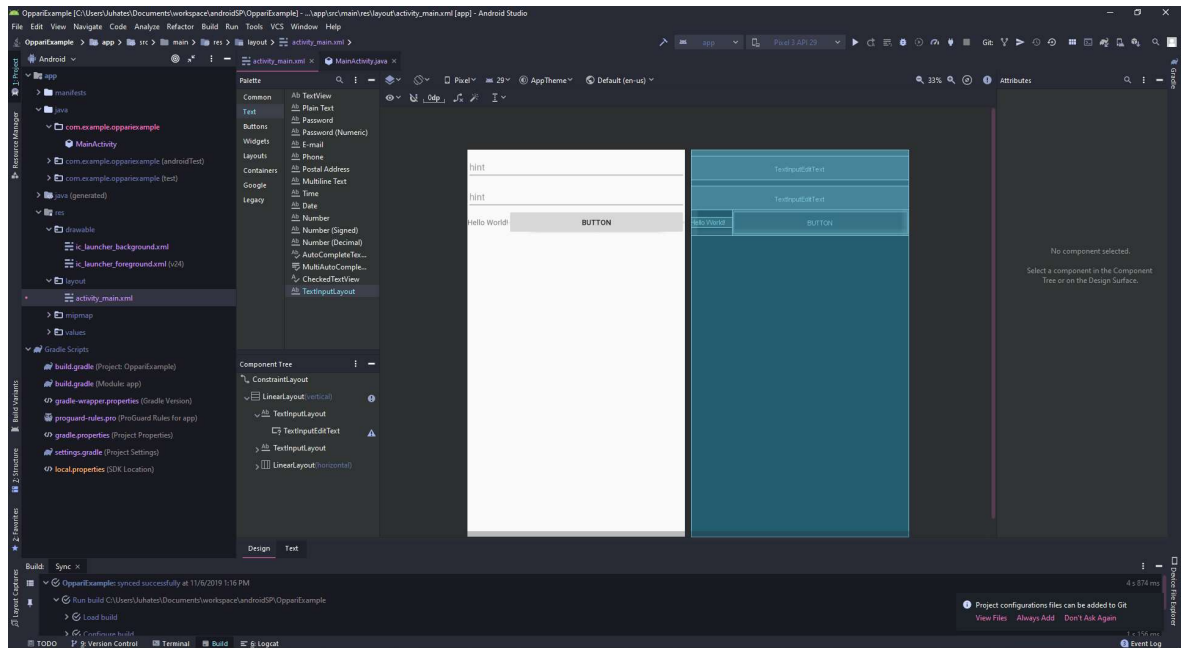 OppariExample [C:\Users\Juhates\Documents\workspace\androidSP\OppariExample] - ...\app\src\main\res\layout\activity_main.xml [app] - Android Studio
File Edit View Navigate Code Analyze Refactor Build Run Tools VCS Window Help
OppariExample > app > src > main > res > layout > activity_main.xml >
app
Pixel 3 API 29
Git:
Android
activity_main.xml ×
MainActivity.java ×
1: Project
Resource Manager
Build Variants
Z: Structure
2: Favorites
Layout Captures
app
manifests
java
com.example.oppariexample
MainActivity
com.example.oppariexample (androidTest)
com.example.oppariexample (test)
java (generated)
res
drawable
ic_launcher_background.xml
ic_launcher_foreground.xml (v24)
layout
activity_main.xml
mipmap
values
Gradle Scripts
build.gradle (Project: OppariExample)
build.gradle (Module: app)
gradle-wrapper.properties (Gradle Version)
proguard-rules.pro (ProGuard Rules for app)
gradle.properties (Project Properties)
settings.gradle (Project Settings)
local.properties (SDK Location)
Palette
Common
Text
Buttons
Widgets
Layouts
Containers
Google
Legacy
Ab TextView
Ab Plain Text
Ab Password
Ab Password (Numeric)
Ab E-mail
Ab Phone
Ab Postal Address
Ab Multiline Text
Ab Time
Ab Date
Ab Number
Ab Number (Signed)
Ab Number (Decimal)
AutoCompleteTex...
MultiAutoComple...
CheckedTextView
Ab TextInputLayout
Component Tree
ConstraintLayout
LinearLayout(vertical)
Ab TextInputLayout
TextInputEditText
Ab TextInputLayout
LinearLayout(horizontal)
Design Text
Pixel 29 AppTheme Default (en-us)
33%
0dp
hint
hint
Hello World!
BUTTON
TextInputEditText
TextInputEditText
Hello World!
BUTTON
Attributes
No component selected.
Select a component in the Component
Tree or on the Design Surface.
Gradle
Device File Explorer
Build: Sync ×
OppariExample: synced successfully at 11/6/2019 1:16 PM
4 s 874 ms
Run build C:\Users\Juhates\Documents\workspace\androidSP\OppariExample
Load build
Configure build
1 s 156 ms
Project configurations files can be added to Git
View Files Always Add Don't Ask Again
TODO 9: Version Control Terminal Build 6: Logcat
Event Log